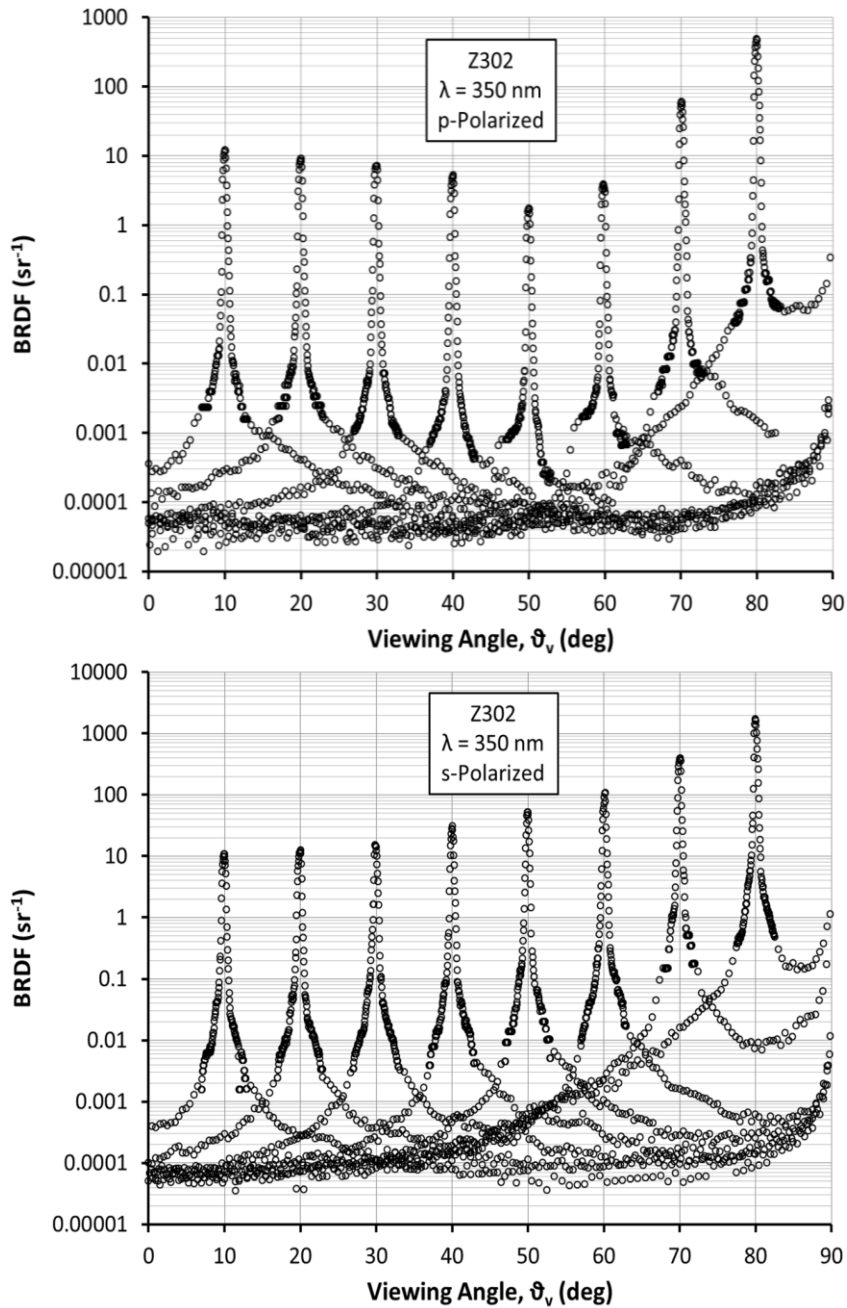 1000
100
10
1
0.1
0.01
0.001
0.0001
0.00001
BRDF (sr⁻¹)
Z302
λ = 350 nm
p-Polarized
0 10 20 30 40 50 60 70 80 90
Viewing Angle, ϑᵥ (deg)
10000
1000
100
10
1
0.1
0.01
0.001
0.0001
0.00001
BRDF (sr⁻¹)
Z302
λ = 350 nm
s-Polarized
0 10 20 30 40 50 60 70 80 90
Viewing Angle, ϑᵥ (deg)